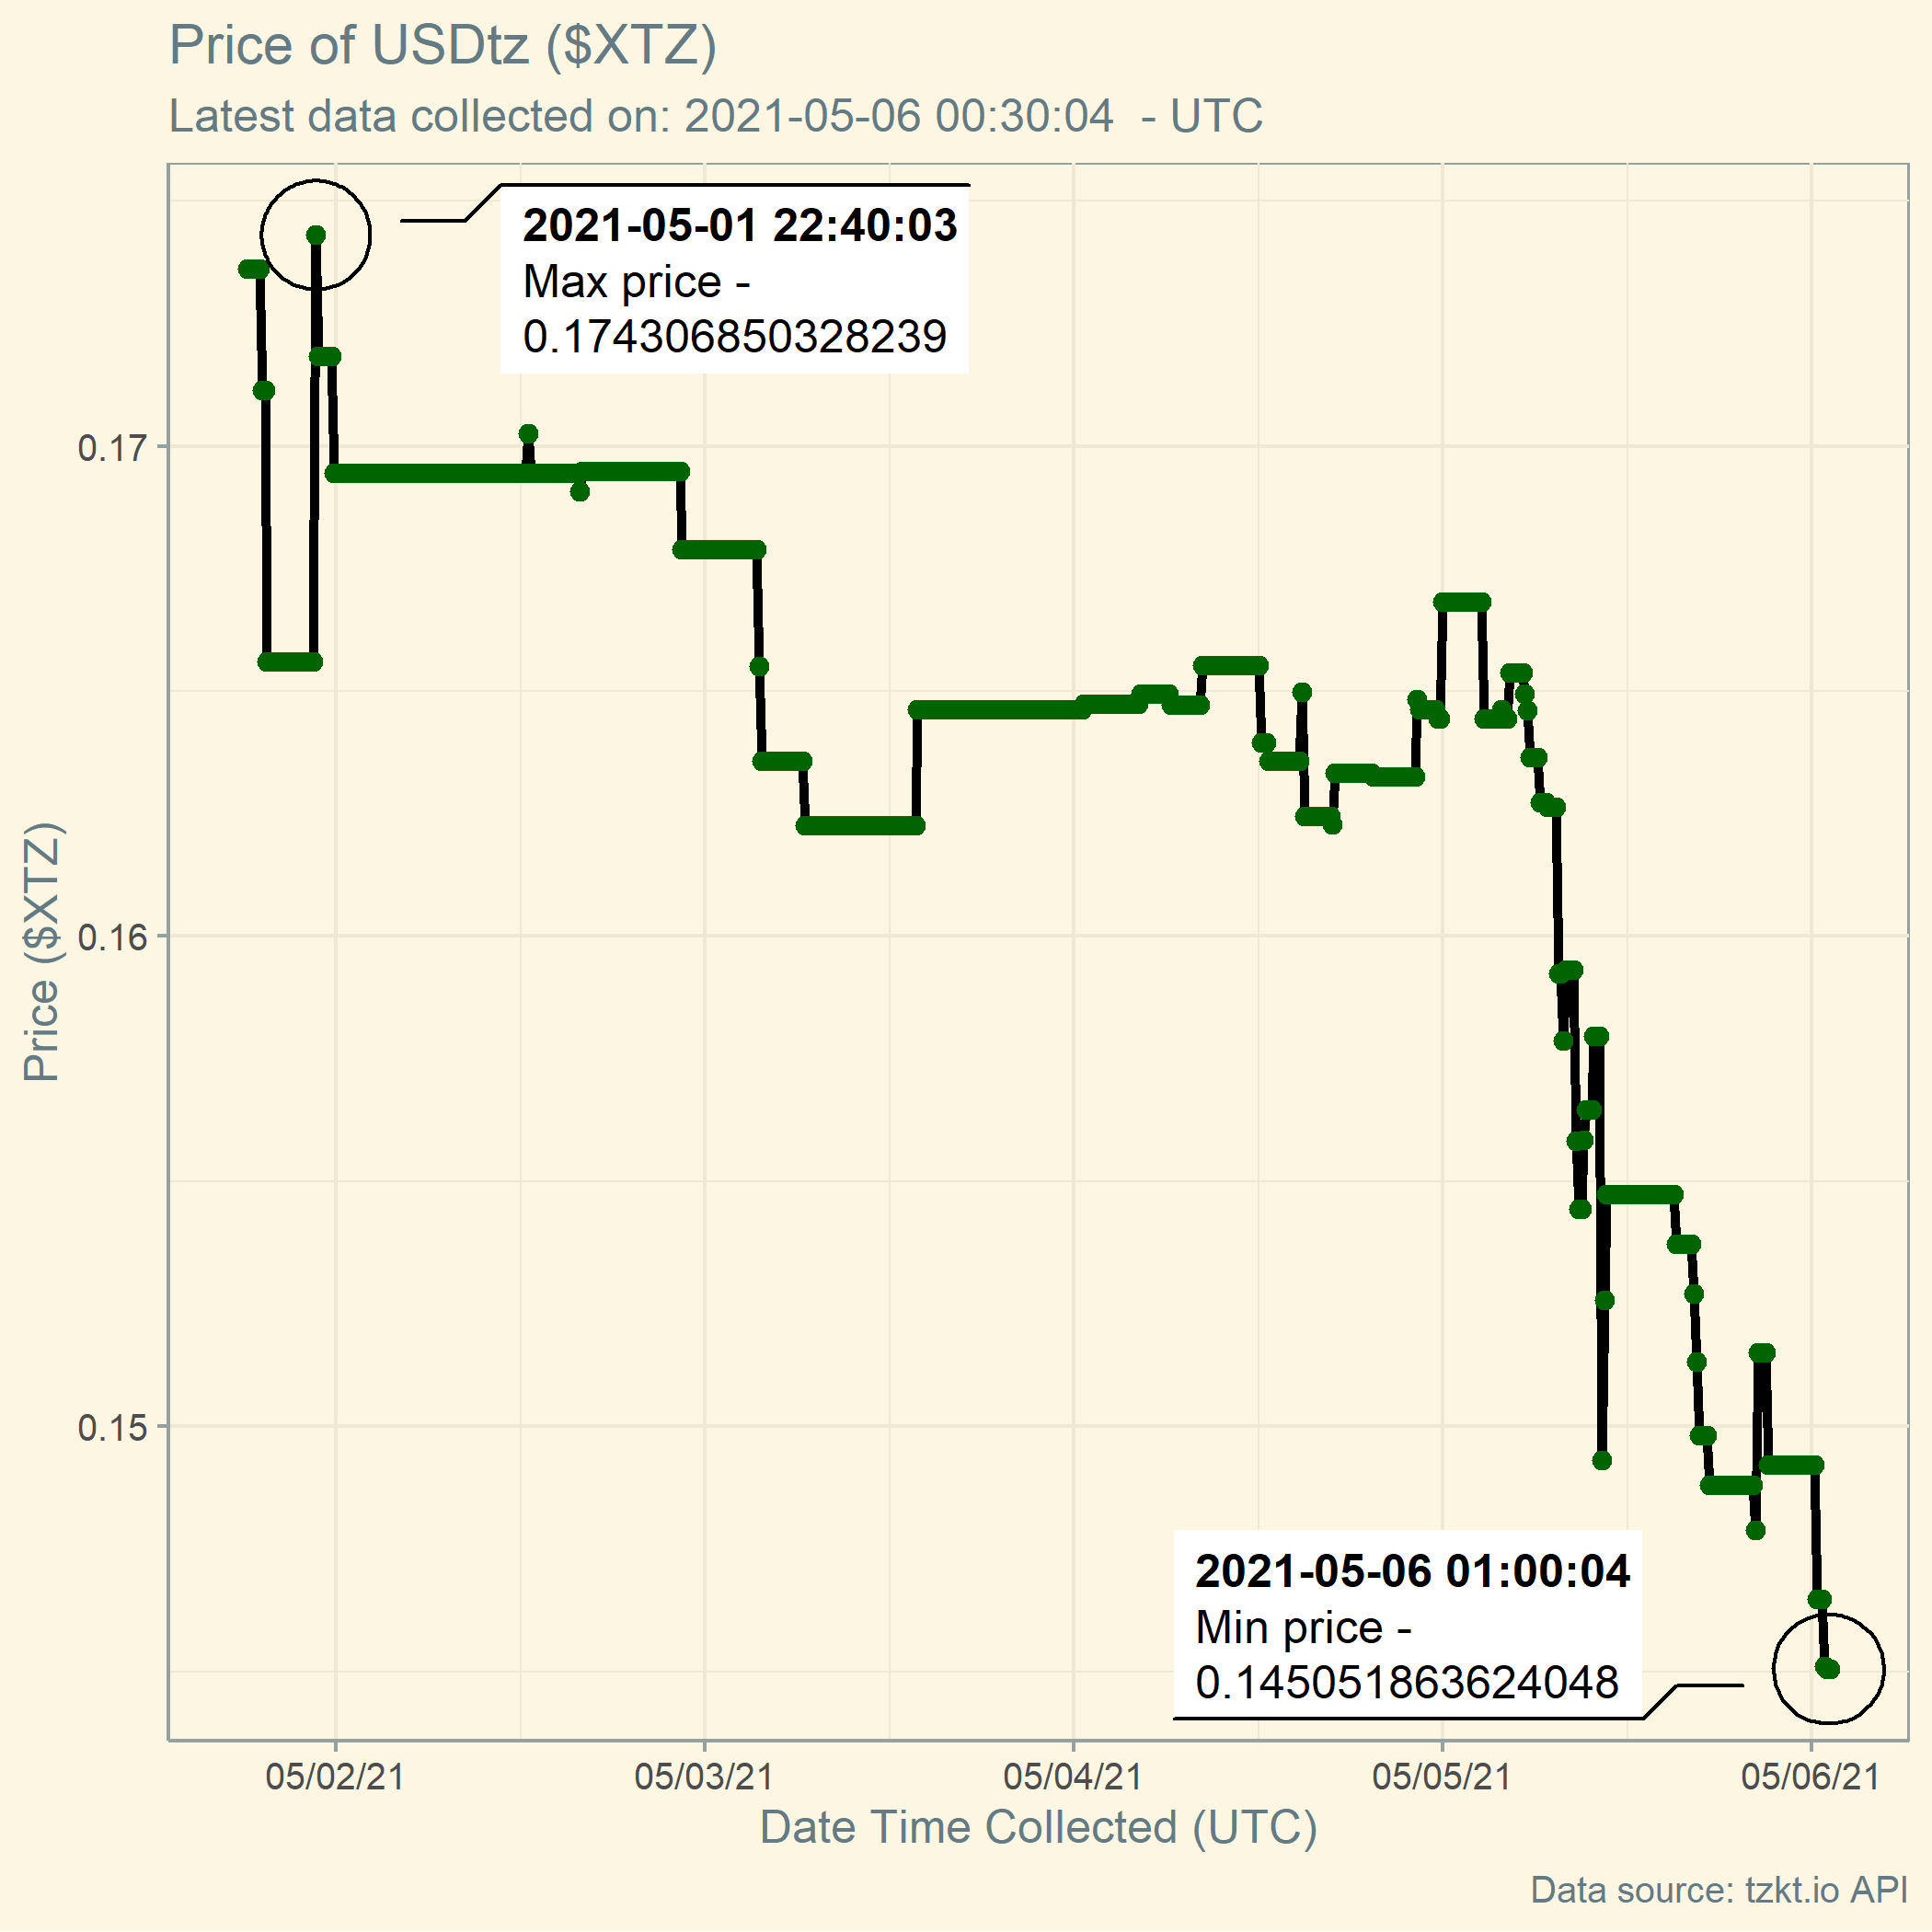 Price of USDtz ($XTZ)
Latest data collected on: 2021-05-06 00:30:04  - UTC
2021-05-01 22:40:03
Max price -
0.174306850328239
0.17
0.16
0.15
Price ($XTZ)
2021-05-06 01:00:04
Min price -
0.145051863624048
05/02/21
05/03/21
05/04/21
05/05/21
05/06/21
Date Time Collected (UTC)
Data source: tzkt.io API